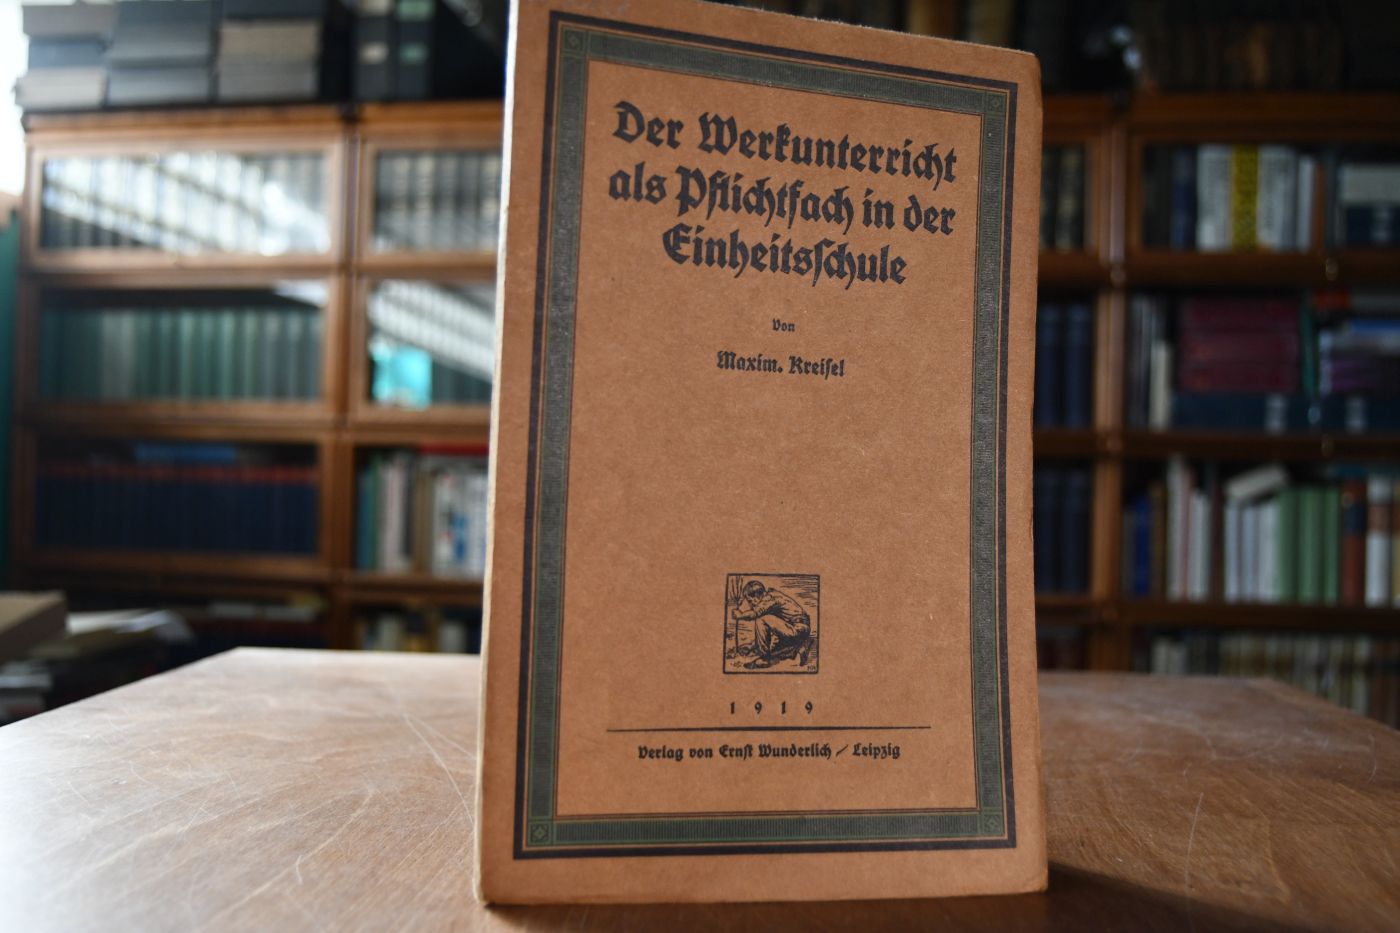 Der Werkunterricht
als Pflichtfach in der
Einheitsschule
Von
Maxim. Kreisel
1919
Verlag von Ernst Wunderlich / Leipzig